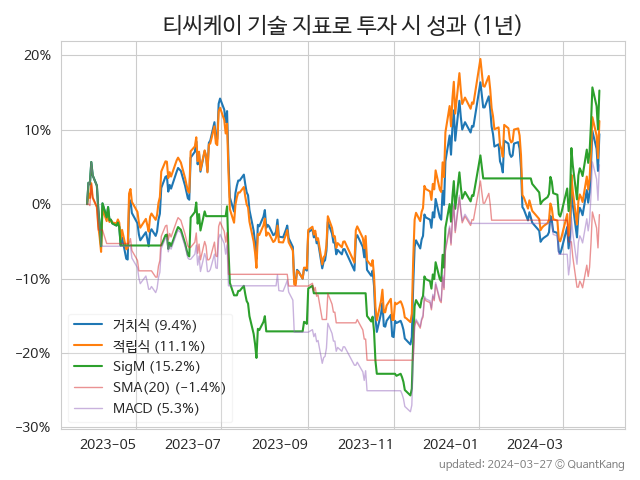 티씨케이 기술 지표로 투자 시 성과 (1년)
20%
10%
0%
−10%
−20%
−30%
거치식 (9.4%)
적립식 (11.1%)
SigM (15.2%)
SMA(20) (−1.4%)
MACD (5.3%)
2023-05
2023-07
2023-09
2023-11
2024-01
2024-03
updated: 2024-03-27 © QuantKang